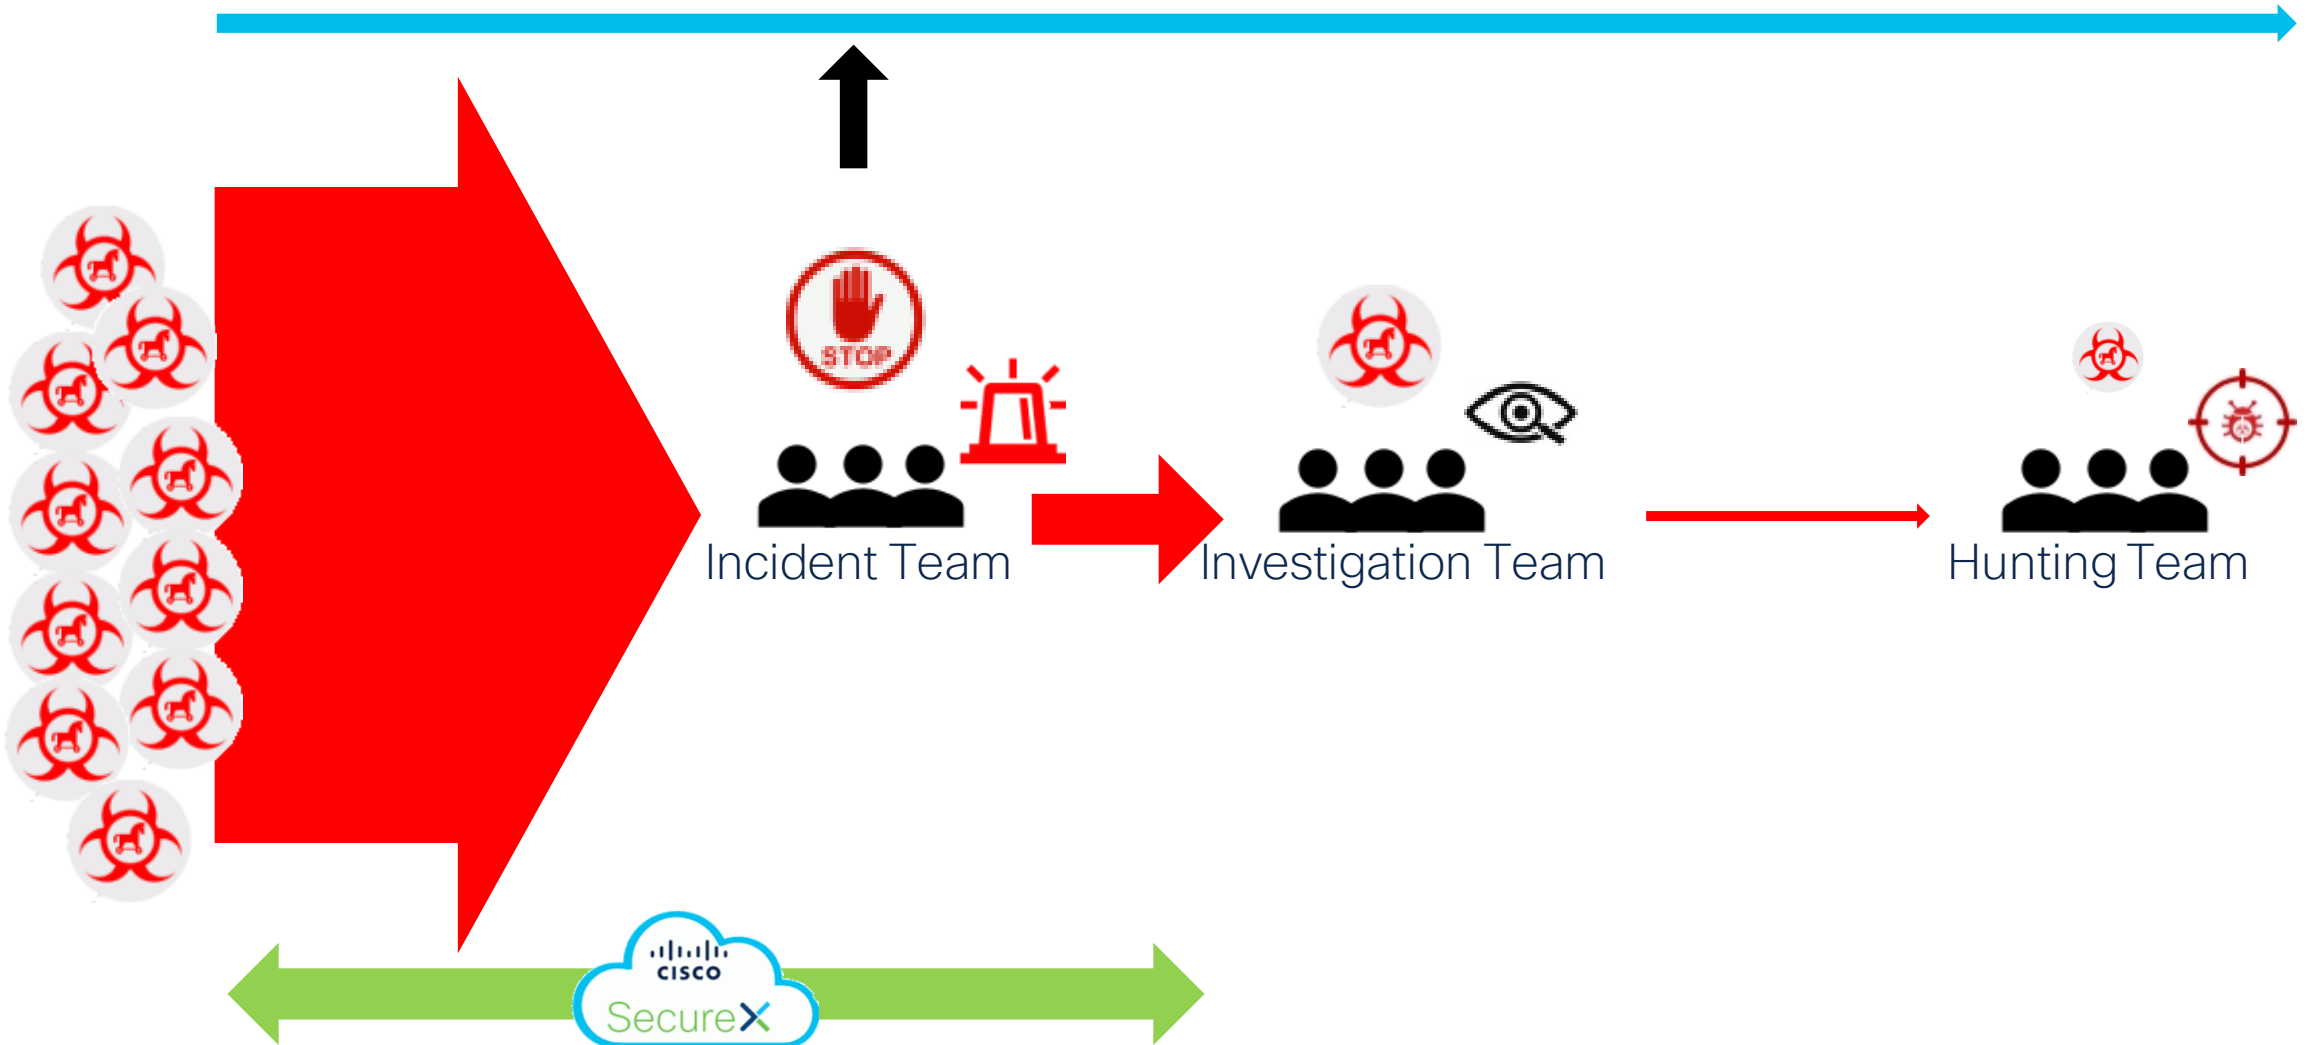 STOP
Incident Team
Investigation Team
Hunting Team
CISCO
SecureX